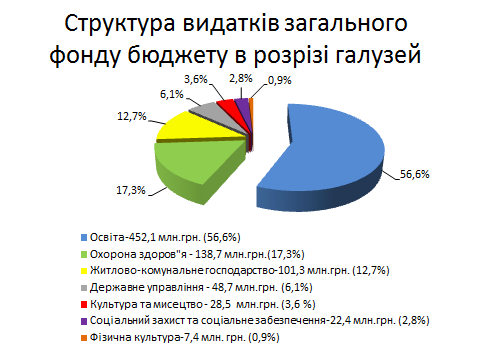 Структура видатків загального
фонду бюджету в розрізі галузей
2,8%
0,9%
3,6%
6,1%
12,7%
17,3%
56,6%
Освіта-452,1 млн.грн. (56,6%)
Охорона здоров"я - 138,7 млн.грн.(17,3%)
Житлово-комунальне господарство-101,3 млн.грн. (12,7%)
Державне управління - 48,7 млн.грн. (6,1%)
Культура та мисецтво - 28,5 млн.грн. (3,6 %)
Соціальний захист та соціальне забезпечення-22,4 млн.грн. (2,8%)
Фізична культура-7,4 млн. грн. (0,9%)